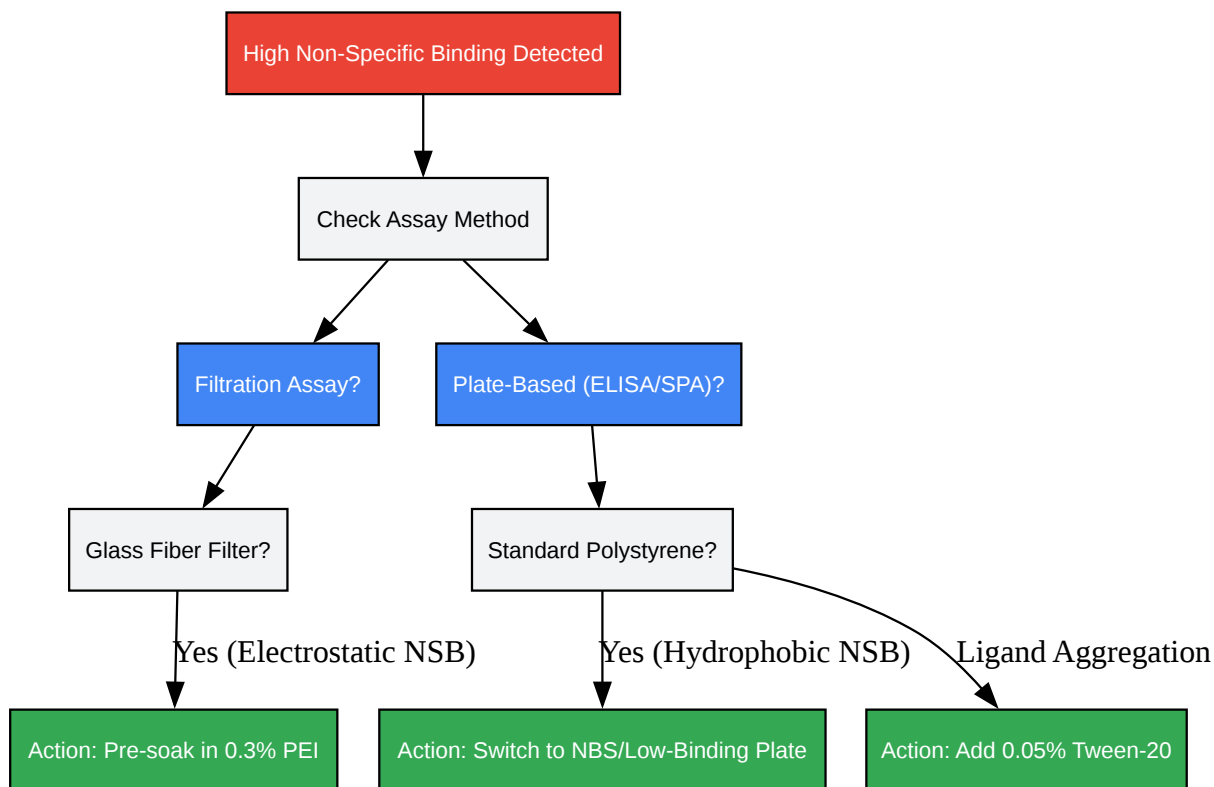 High Non-Specific Binding Detected
Check Assay Method
Filtration Assay?
Plate-Based (ELISA/SPA)?
Glass Fiber Filter?
Standard Polystyrene?
Yes (Electrostatic NSB)
Yes (Hydrophobic NSB)
Ligand Aggregation
Action: Pre-soak in 0.3% PEI
Action: Switch to NBS/Low-Binding Plate
Action: Add 0.05% Tween-20